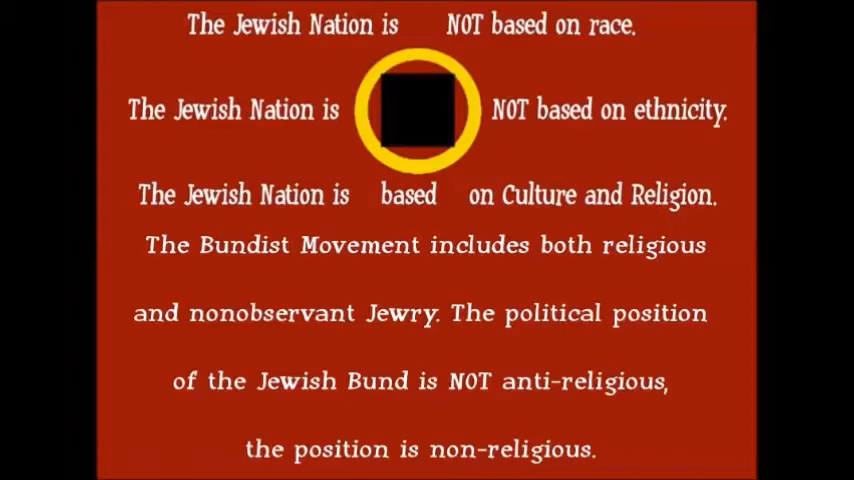 The Jewish Nation is NOT based on race.
The Jewish Nation is NOT based on ethnicity.
The Jewish Nation is based on Culture and Religion.
The Bundist Movement includes both religious
and nonobservant Jewry. The political position
of the Jewish Bund is NOT anti-religious,
the position is non-religious.